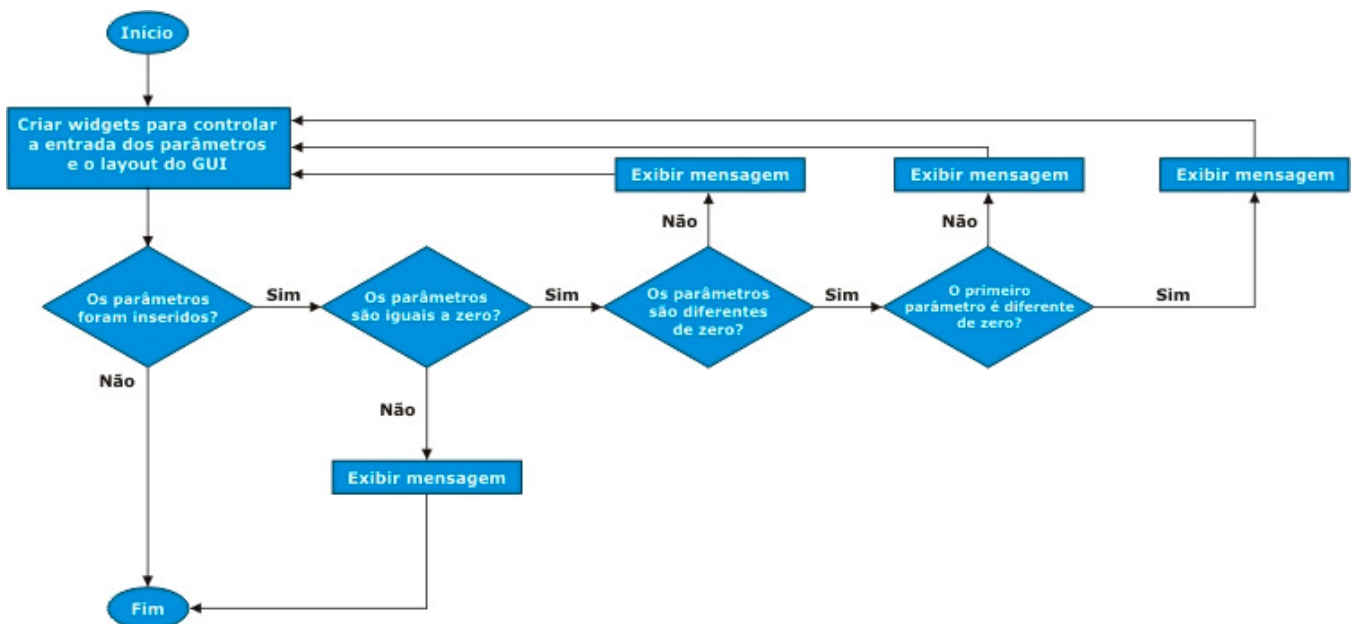 Início
Criar widgets para controlar
a entrada dos parâmetros
e o layout do GUI
Exibir mensagem
Exibir mensagem
Exibir mensagem
Não
Não
Os parâmetros
foram inseridos?
Sim
Os parâmetros
são iguais a zero?
Sim
Os parâmetros
são diferentes
de zero?
Sim
O primeiro
parâmetro é diferente
de zero?
Sim
Não
Não
Exibir mensagem
Fim